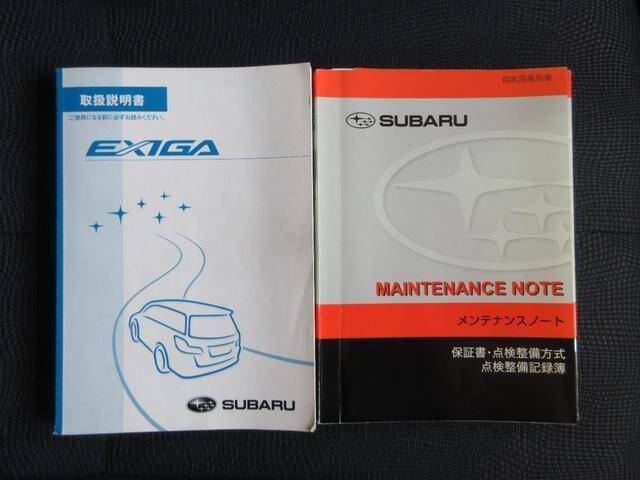 取扱説明書
ご使用になる前に必ずお読みください。
EXIGA
SUBARU
自家用乗用車
SUBARU
MAINTENANCE NOTE
メンテナンスノート
保証書・点検整備方式
点検整備記録簿